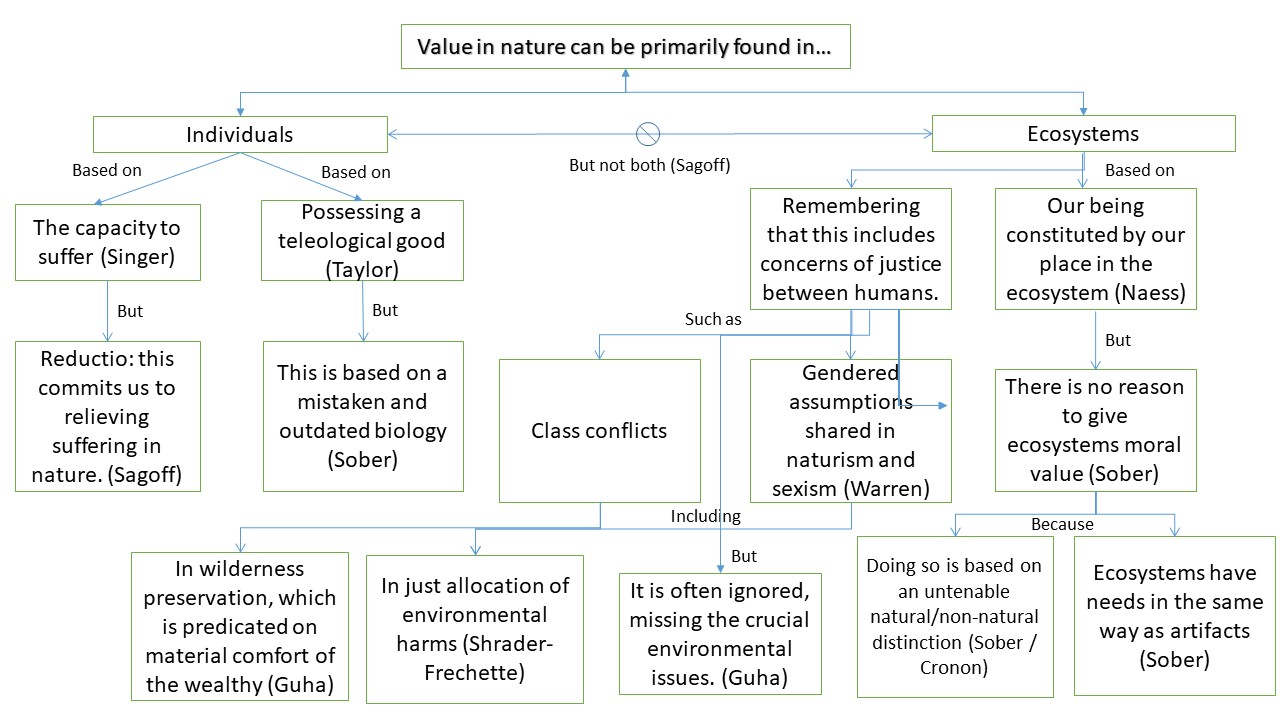 Value in nature can be primarily found in…
Individuals
Ecosystems
But not both (Sagoff)
Based on
Based on
Based on
The capacity to
suffer (Singer)
Possessing a
teleological good
(Taylor)
Remembering
that this includes
concerns of justice
between humans.
Our being
constituted by our
place in the
ecosystem (Naess)
But
But
Such as
But
Reductio: this
commits us to
relieving
suffering in
nature. (Sagoff)
This is based on a
mistaken and
outdated biology
(Sober)
Class conflicts
Gendered
assumptions
shared in
naturism and
sexism (Warren)
There is no reason
to give
ecosystems moral
value (Sober)
Including
Because
But
In wilderness
preservation, which
is predicated on
material comfort of
the wealthy (Guha)
In just allocation of
environmental
harms (Shrader-
Frechette)
It is often ignored,
missing the crucial
environmental
issues. (Guha)
Doing so is based on
an untenable
natural/non-natural
distinction (Sober /
Cronon)
Ecosystems have
needs in the same
way as artifacts
(Sober)